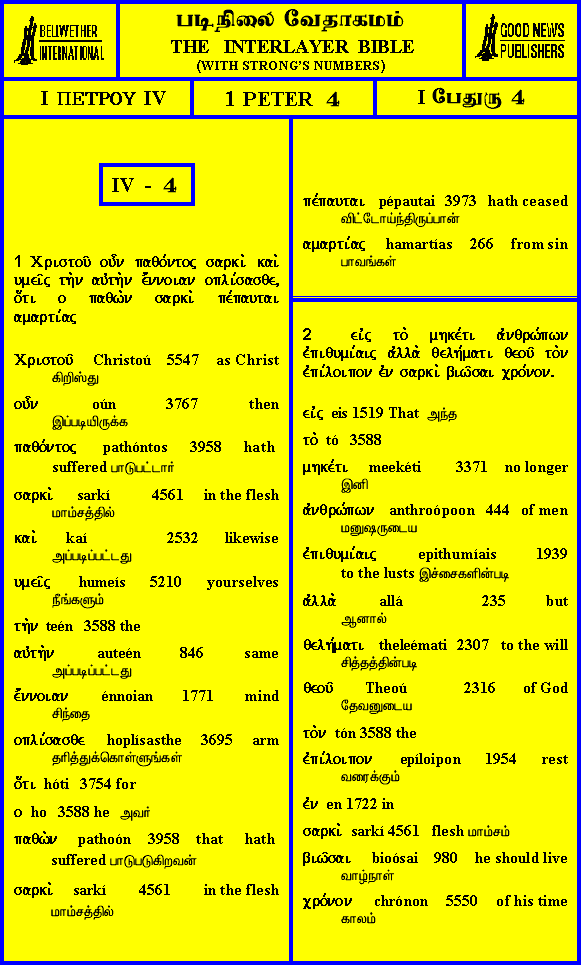 BELLWETHER
INTERNATIONAL
படிநிலை வேதாகமம்
THE INTERLAYER BIBLE
(WITH STRONG'S NUMBERS)
GOOD NEWS
PUBLISHERS
I ΠΕΤΡΟΥ IV
1 PETER 4
I பேதுரு 4
IV - 4
1 Χριστοῦ οὖν παθόντος σαρκὶ καὶ
υμεῖς τὴν αὐτὴν ἔννοιαν οπλίσασθε,
ὅτι ο παθὼν σαρκὶ πέπαυται
αμαρτίας
Χριστοῦ Christoú 5547 as Christ
கிறிஸ்து
οὖν oún 3767 then
இப்படியிருக்க
παθόντος pathóntos 3958 hath
suffered பாடுபட்டார்
σαρκὶ sarkí 4561 in the flesh
மாம்சத்தில்
καὶ kaí 2532 likewise
அப்படிப்பட்டது
υμεῖς humeís 5210 yourselves
நீங்களும்
τὴν teén 3588 the
αὐτὴν auteén 846 same
அப்படிப்பட்டது
ἔννοιαν énnoian 1771 mind
சிந்தை
οπλίσασθε hoplísasthe 3695 arm
தரித்துக்கொள்ளுங்கள்
ὅτι hóti 3754 for
ο ho 3588 he அவர்
παθὼν pathoón 3958 that hath
suffered பாடுபடுகிறவன்
σαρκὶ sarkí 4561 in the flesh
மாம்சத்தில்
πέπαυται pépautai 3973 hath ceased
விட்டோய்ந்திருப்பான்
αμαρτίας hamartías 266 from sin
பாவங்கள்
2 εἰς τὸ μηκέτι ἀνθρώπων
ἐπιθυμίαις ἀλλὰ θελήματι θεοῦ τὸν
ἐπίλοιπον ἐν σαρκὶ βιῶσαι χρόνον.
εἰς eis 1519 That அந்த
τὸ tó 3588
μηκέτι meekéti 3371 no longer
இனி
ἀνθρώπων anthroópoon 444 of men
மனுஷருடைய
ἐπιθυμίαις epithumíais 1939
to the lusts இச்சைகளின்படி
ἀλλὰ allá 235 but
ஆனால்
θελήματι theleémati 2307 to the will
சித்தத்தின்படி
θεοῦ Theoú 2316 of God
தேவனுடைய
τὸν tón 3588 the
ἐπίλοιπον epíloipon 1954 rest
வரைக்கும்
ἐν en 1722 in
σαρκὶ sarkí 4561 flesh மாம்சம்
βιῶσαι bioósai 980 he should live
வாழ்நாள்
χρόνον chrónon 5550 of his time
காலம்